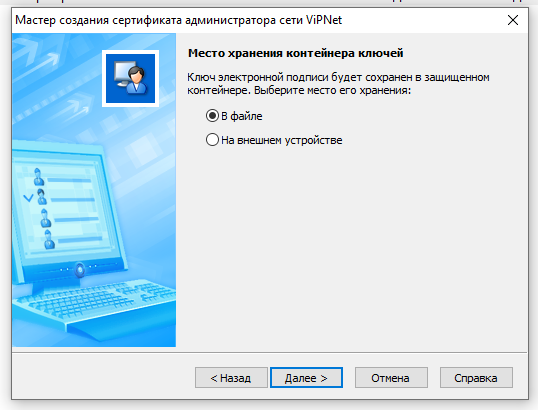 Мастер создания сертификата администратора сети ViPNet
Место хранения контейнера ключей
Ключ электронной подписи будет сохранен в защищенном
контейнере. Выберите место его хранения:
В файле
На внешнем устройстве
< Назад
Далее >
Отмена
Справка